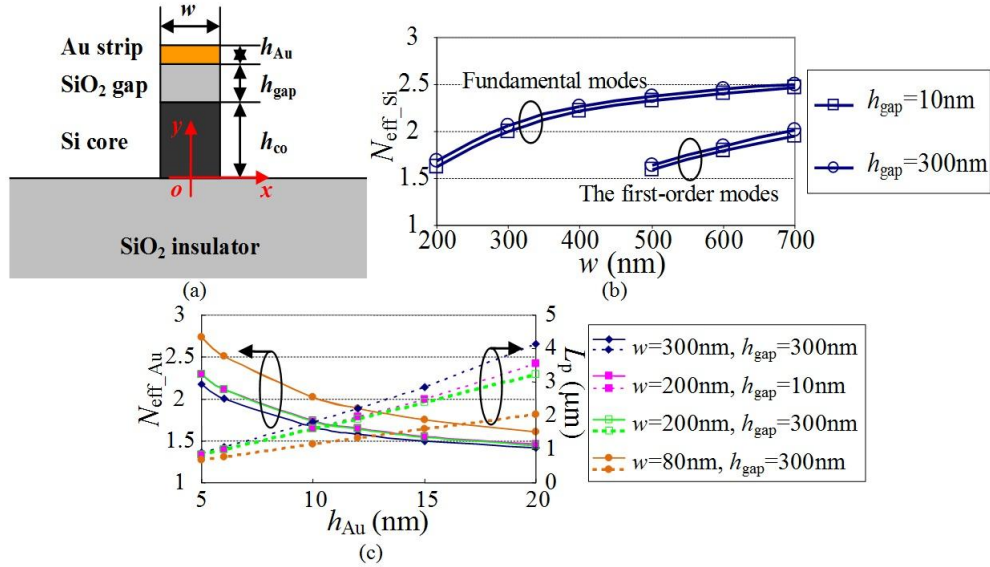 w
Au strip
h_Au
SiO₂ gap
h_gap
Si core
y
h_co
o
x
SiO₂ insulator
(a)
N_eff_Si
3
2.5
2
1.5
1
Fundamental modes
The first-order modes
200 300 400 500 600 700
w (nm)
(b)
h_gap=10nm
h_gap=300nm
N_eff_Au
3
2.5
2
1.5
1
5 10 15 20
h_Au (nm)
5
4
3
2
1
0
L_p (μm)
(c)
w=300nm, h_gap=300nm
w=200nm, h_gap=10nm
w=200nm, h_gap=300nm
w=80nm, h_gap=300nm